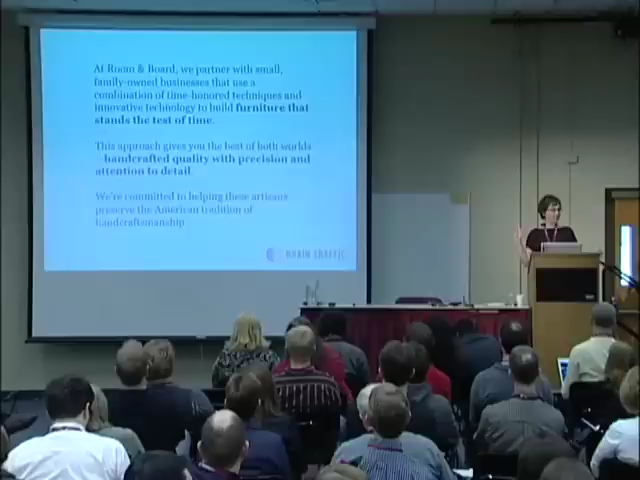 At Room & Board, we partner with small,
family-owned businesses that use a
combination of time-honored techniques and
innovative technology to build furniture that
stands the test of time.
This approach gives you the best of both worlds
– handcrafted quality with precision and
attention to detail.
We're committed to helping these artisans
preserve the American tradition of
handcraftsmanship
BRAIN TRAFFIC